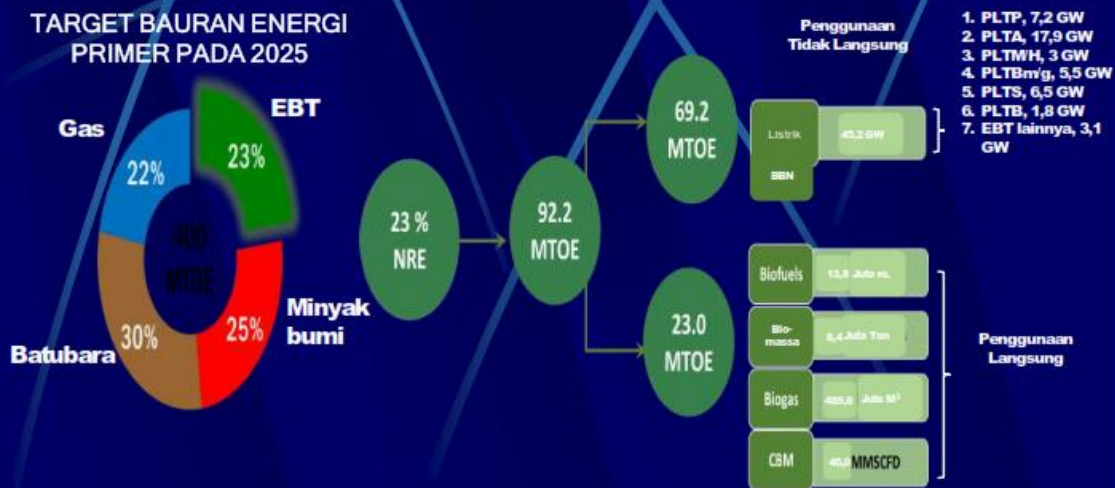 TARGET BAURAN ENERGI
PRIMER PADA 2025
Gas
EBT
22%
23%
400
MTOE
30%
25%
Batubara
Minyak
bumi
23 %
NRE
92.2
MTOE
69.2
MTOE
23.0
MTOE
Penggunaan
Tidak Langsung
Listrik
45,2 GW
BBN
1. PLTP, 7,2 GW
2. PLTA, 17,9 GW
3. PLTM/H, 3 GW
4. PLTBm/g, 5,5 GW
5. PLTS, 6,5 GW
6. PLTB, 1,8 GW
7. EBT lainnya, 3,1
GW
Biofuels
13,8 Juta
Bio-
massa
8,4 Juta Ton
Biogas
489,8 Juta M³
CBM
MMSCFD
Penggunaan
Langsung